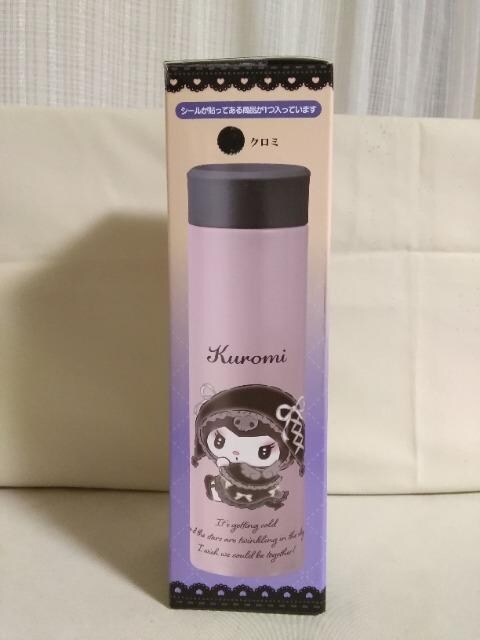 シールが貼ってある商品が1つ入っています
クロミ
Kuromi
It's getting cold
& the stars are twinkling in the sky
I wish we could be together!